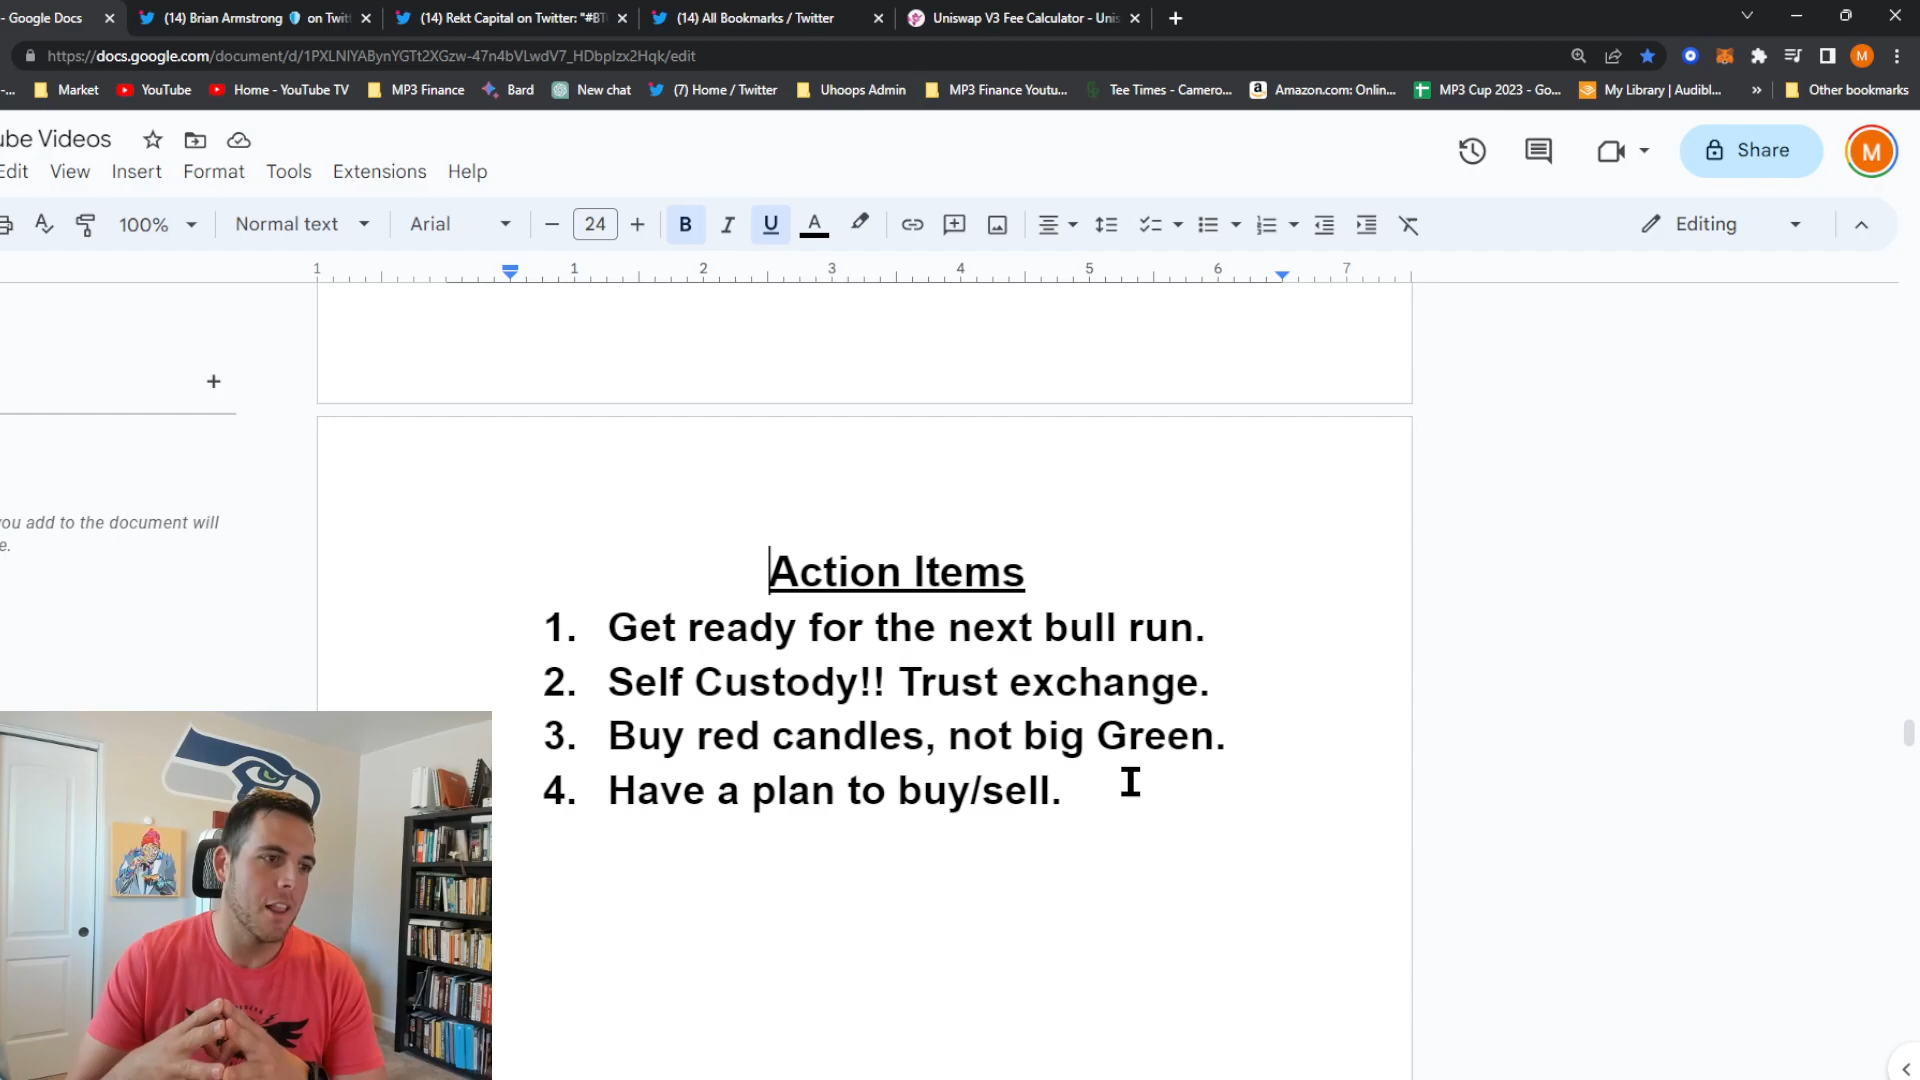 - Google Docs
(14) Brian Armstrong
on Twitt
(14) Rekt Capital on Twitter: "#BT
(14) All Bookmarks / Twitter
Uniswap V3 Fee Calculator - Unis
https://docs.google.com/document/d/1PXLNlYABynYGTt2XGzw-47n4bVLwdV7_HDbpIzx2Hqk/edit
M
-...
Market
YouTube
Home - YouTube TV
MP3 Finance
Bard
New chat
(7) Home / Twitter
Uhoops Admin
MP3 Finance Youtu...
Tee Times - Camero...
Amazon.com: Onlin...
MP3 Cup 2023 - Go...
My Library | Audibl...
»
Other bookmarks
ube Videos
Edit View Insert Format Tools Extensions Help
Share
M
100% Normal text Arial 24 B I U A Editing
1 1 2 3 4 5 6 7
you add to the document will
e.
Action Items
1. Get ready for the next bull run.
2. Self Custody!! Trust exchange.
3. Buy red candles, not big Green.
4. Have a plan to buy/sell.